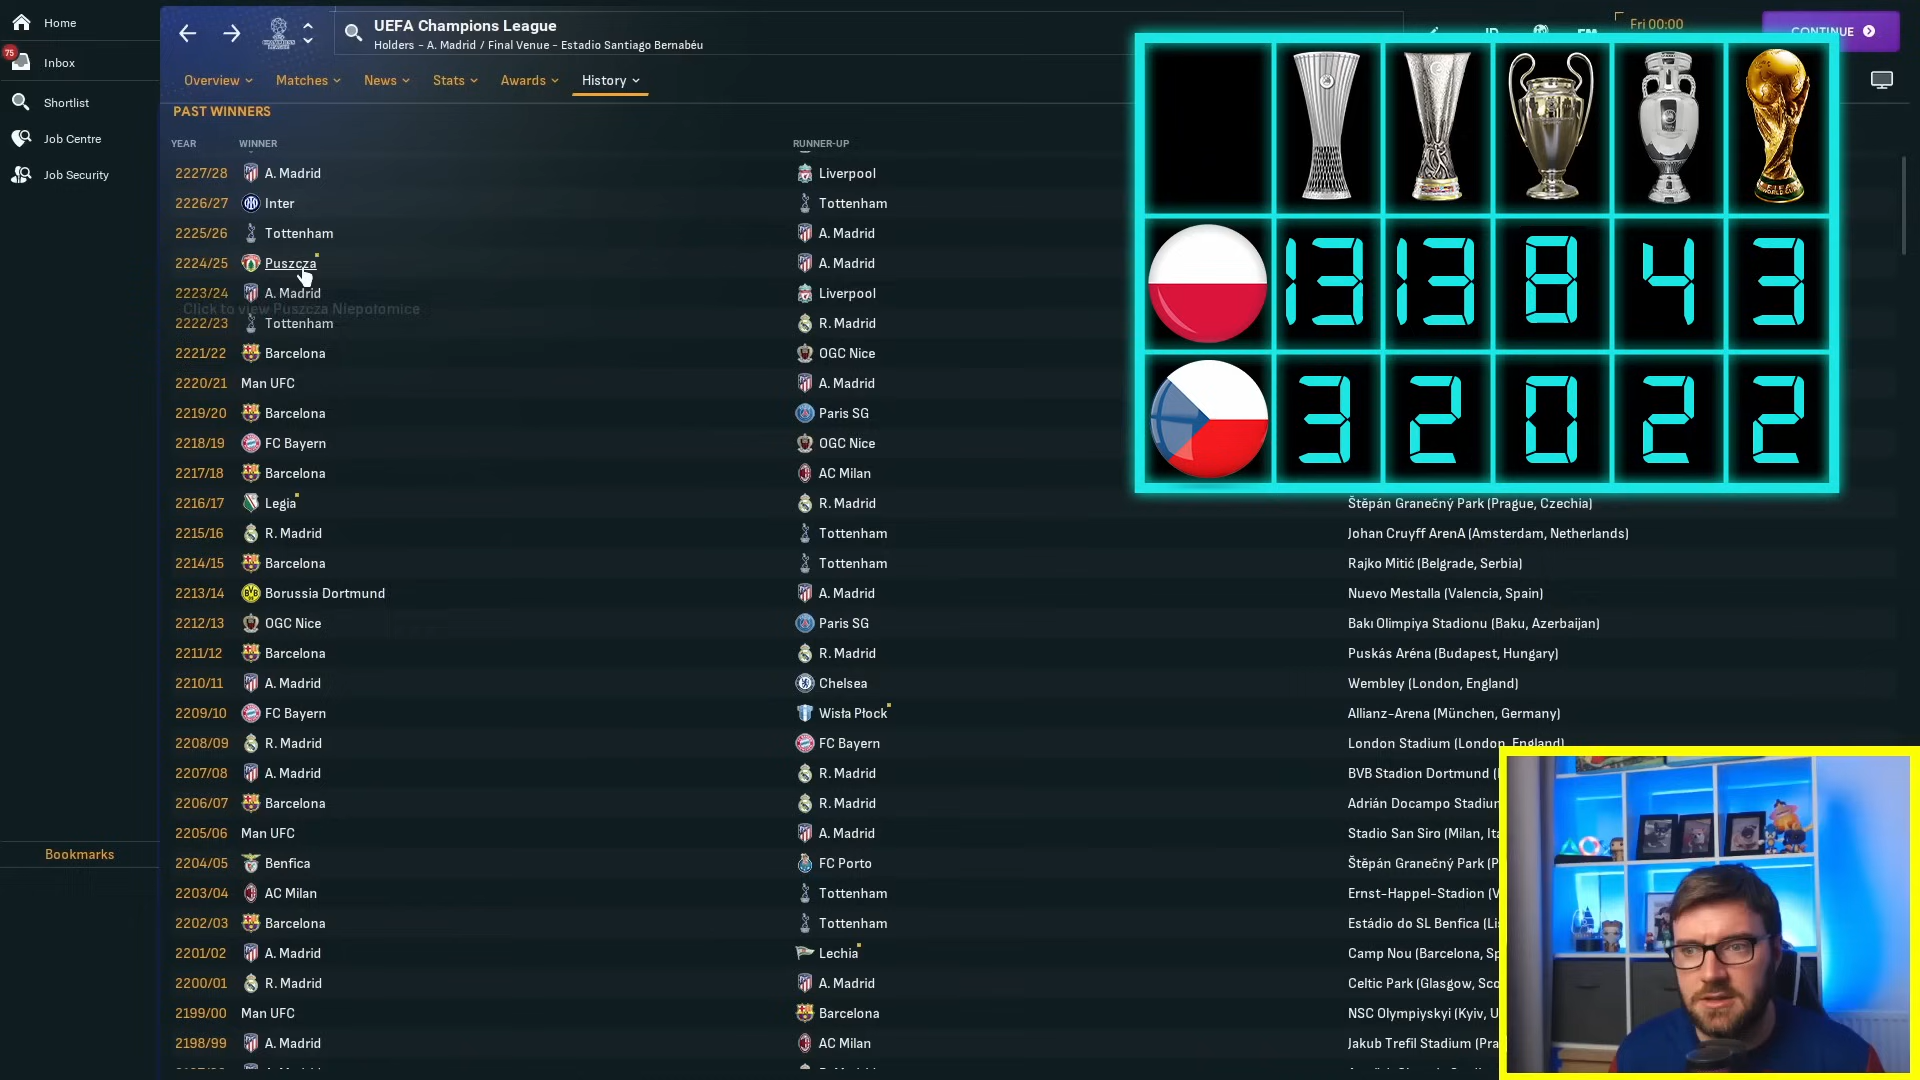 Home
75
Inbox
Shortlist
Job Centre
Job Security
Bookmarks
UEFA Champions League
Holders - A. Madrid / Final Venue - Estadio Santiago Bernabéu
Fri 00:00
CONTINUE
Overview Matches News Stats Awards History
PAST WINNERS
YEAR WINNER RUNNER-UP
2227/28 A. Madrid Liverpool
2226/27 Inter Tottenham
2225/26 Tottenham A. Madrid
2224/25 Puszcza A. Madrid
2223/24 A. Madrid Liverpool
Click to view Puszcza Niepołomice
2222/23 Tottenham R. Madrid
2221/22 Barcelona OGC Nice
2220/21 Man UFC A. Madrid
2219/20 Barcelona Paris SG
2218/19 FC Bayern OGC Nice
2217/18 Barcelona AC Milan
2216/17 Legia R. Madrid Štěpán Granečný Park (Prague, Czechia)
2215/16 R. Madrid Tottenham Johan Cruyff ArenA (Amsterdam, Netherlands)
2214/15 Barcelona Tottenham Rajko Mitić (Belgrade, Serbia)
2213/14 Borussia Dortmund A. Madrid Nuevo Mestalla (Valencia, Spain)
2212/13 OGC Nice Paris SG Bakı Olimpiya Stadionu (Baku, Azerbaijan)
2211/12 Barcelona R. Madrid Puskás Aréna (Budapest, Hungary)
2210/11 A. Madrid Chelsea Wembley (London, England)
2209/10 FC Bayern Wisła Płock Allianz-Arena (München, Germany)
2208/09 R. Madrid FC Bayern London Stadium (London, England)
2207/08 A. Madrid R. Madrid BVB Stadion Dortmund
2206/07 Barcelona R. Madrid Adrián Docampo
2205/06 Man UFC A. Madrid Stadio San Siro (Milan,
2204/05 Benfica FC Porto Štěpán Granečný Park
2203/04 AC Milan Tottenham Ernst-Happel-Stadion
2202/03 Barcelona Tottenham Estádio do SL Benfica
2201/02 A. Madrid Lechia Camp Nou (Barcelona,
2200/01 R. Madrid A. Madrid Celtic Park (Glasgow,
2199/00 Man UFC Barcelona NSC Olympiyskyi (Kyiv,
2198/99 A. Madrid AC Milan Jakub Trefil Stadium
13 13 8 4 3
3 2 0 2 2